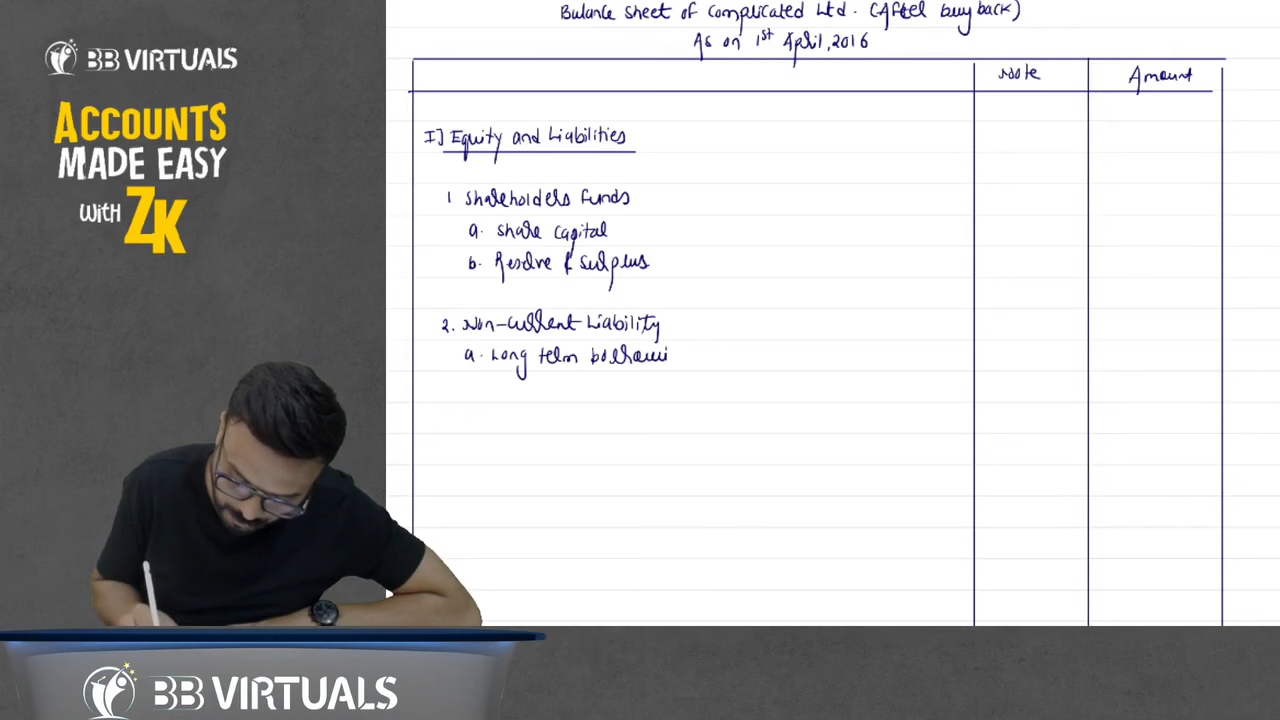 BB VIRTUALS
ACCOUNTS
MADE EASY
WITH ZK
Balance Sheet of Complicated Ltd. (After buy back)
As on 1st April, 2016
Note Amount
I] Equity and Liabilities
1 Shareholders funds
a. Share capital
b. Reserve & Surplus
2. Non-current Liability
a. Long term borrowi
BB VIRTUALS